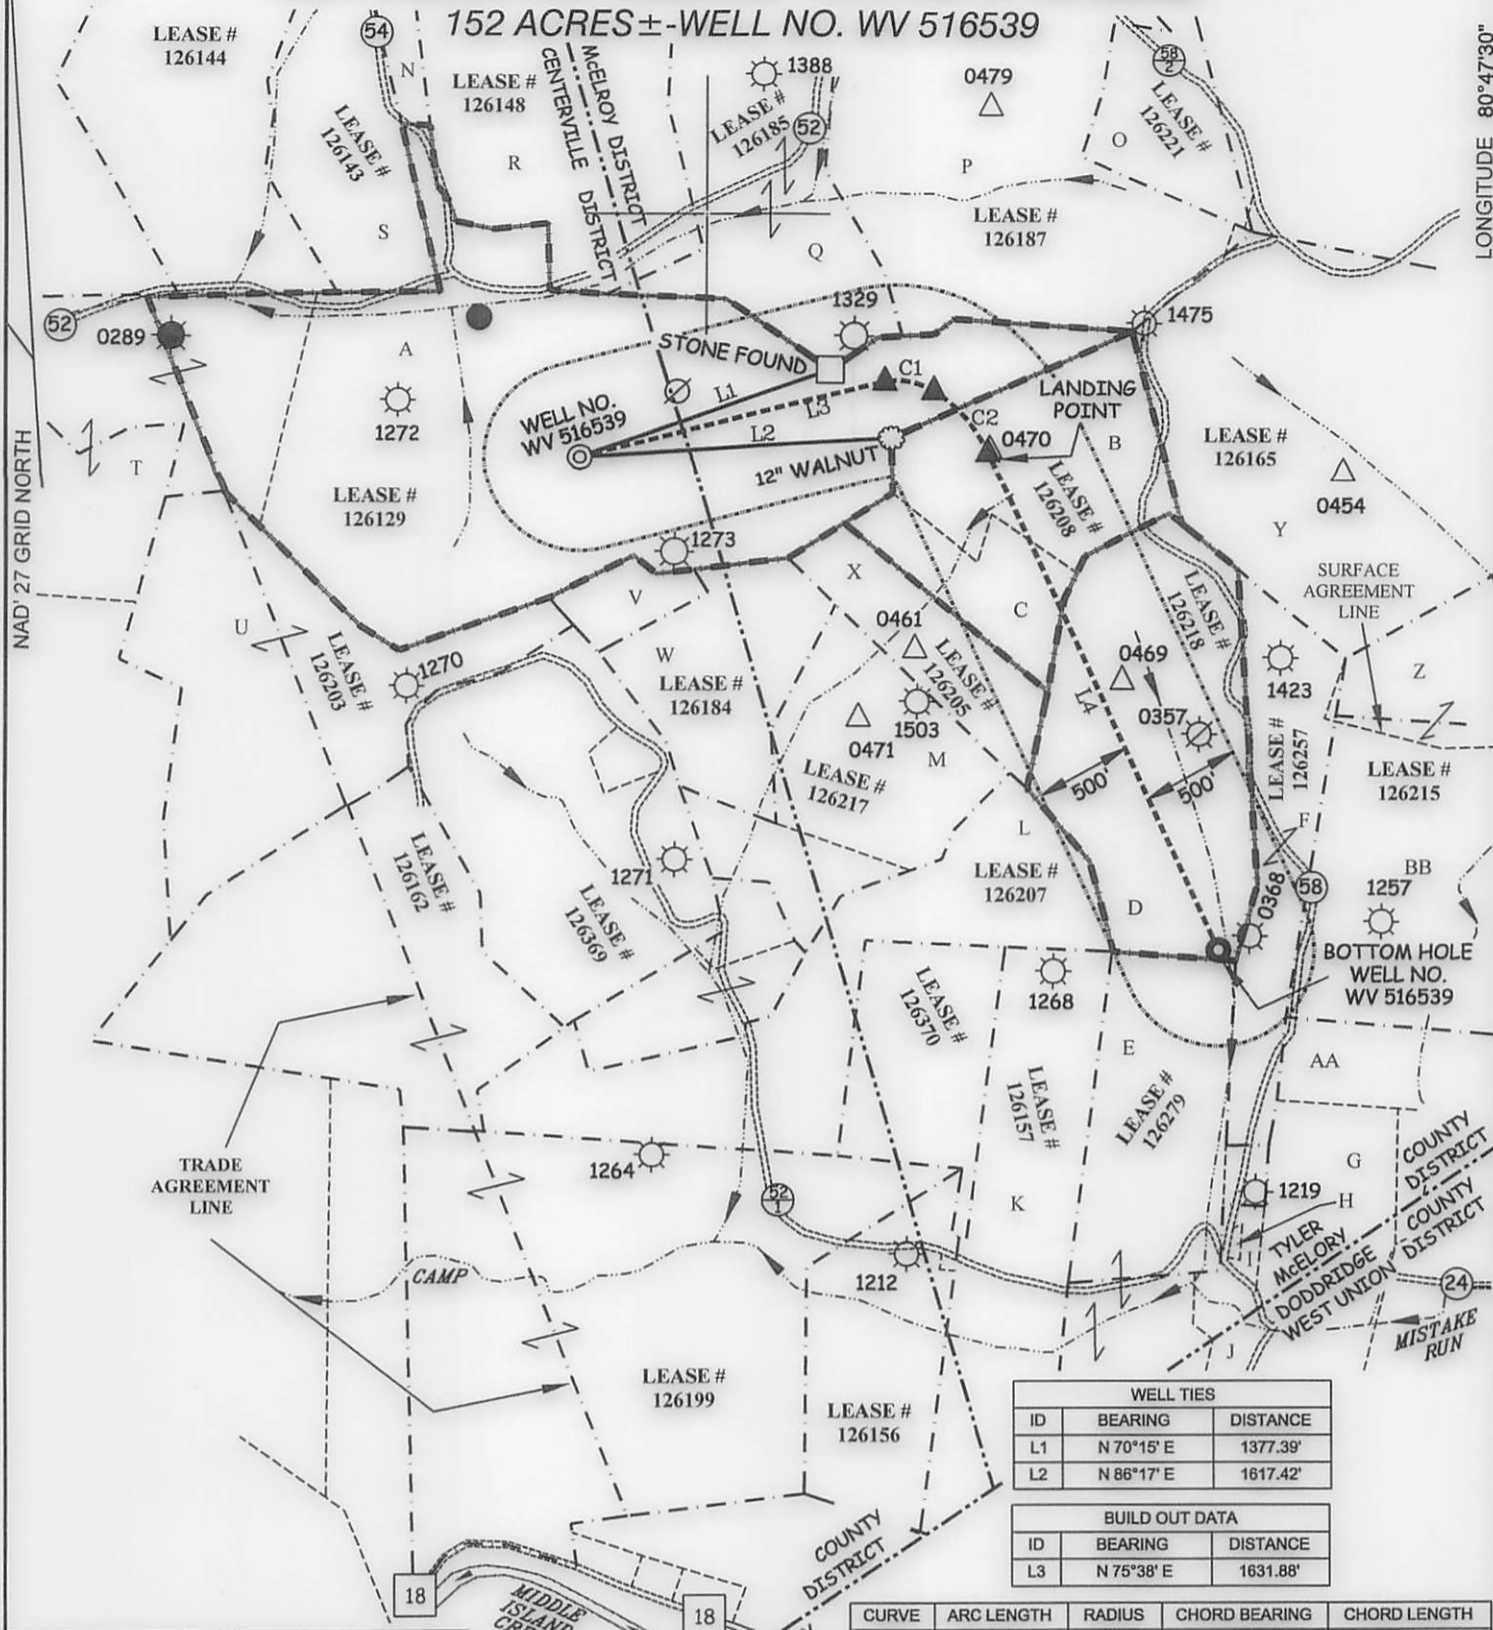 152 ACRES±-WELL NO. WV 516539
LONGITUDE 80°47'30"
NAD' 27 GRID NORTH
LEASE #
126144
54
N
LEASE #
126148
LEASE #
126143
R
S
McELROY DISTRICT
CENTERVILLE DISTRICT
1388
LEASE #
126185
52
0479
58
2
LEASE #
126221
O
P
LEASE #
126187
Q
52
0289
A
1272
LEASE #
126129
T
1329
STONE FOUND
1475
C1
L1
L3
L2
WELL NO.
WV 516539
12" WALNUT
LANDING
POINT
C2
0470
B
LEASE #
126208
LEASE #
126165
0454
Y
SURFACE
AGREEMENT
LINE
1273
V
X
C
U
LEASE #
126203
1270
W
LEASE #
126184
0461
LEASE #
126205
1503
0471
M
LEASE #
126217
LEASE #
126218
0469
0357
L4
500'
500'
1423
Z
LEASE #
126257
LEASE #
126215
F
L
LEASE #
126207
58
BB
1257
0368
D
BOTTOM HOLE
WELL NO.
WV 516539
LEASE #
126162
1271
LEASE #
126369
LEASE #
126370
1268
E
AA
LEASE #
126157
LEASE #
126279
TRADE
AGREEMENT
LINE
1264
52
1
K
1219
G
H
COUNTY
DISTRICT
COUNTY
DISTRICT
TYLER
McELORY
DODDRIDGE
WEST UNION
CAMP
1212
24
MISTAKE
RUN
J
LEASE #
126199
LEASE #
126156
WELL TIES
ID BEARING DISTANCE
L1 N 70°15' E 1377.39'
L2 N 86°17' E 1617.42'
BUILD OUT DATA
ID BEARING DISTANCE
L3 N 75°38' E 1631.88'
COUNTY
DISTRICT
18
MIDDLE
ISLAND
18
CURVE ARC LENGTH RADIUS CHORD BEARING CHORD LENGTH